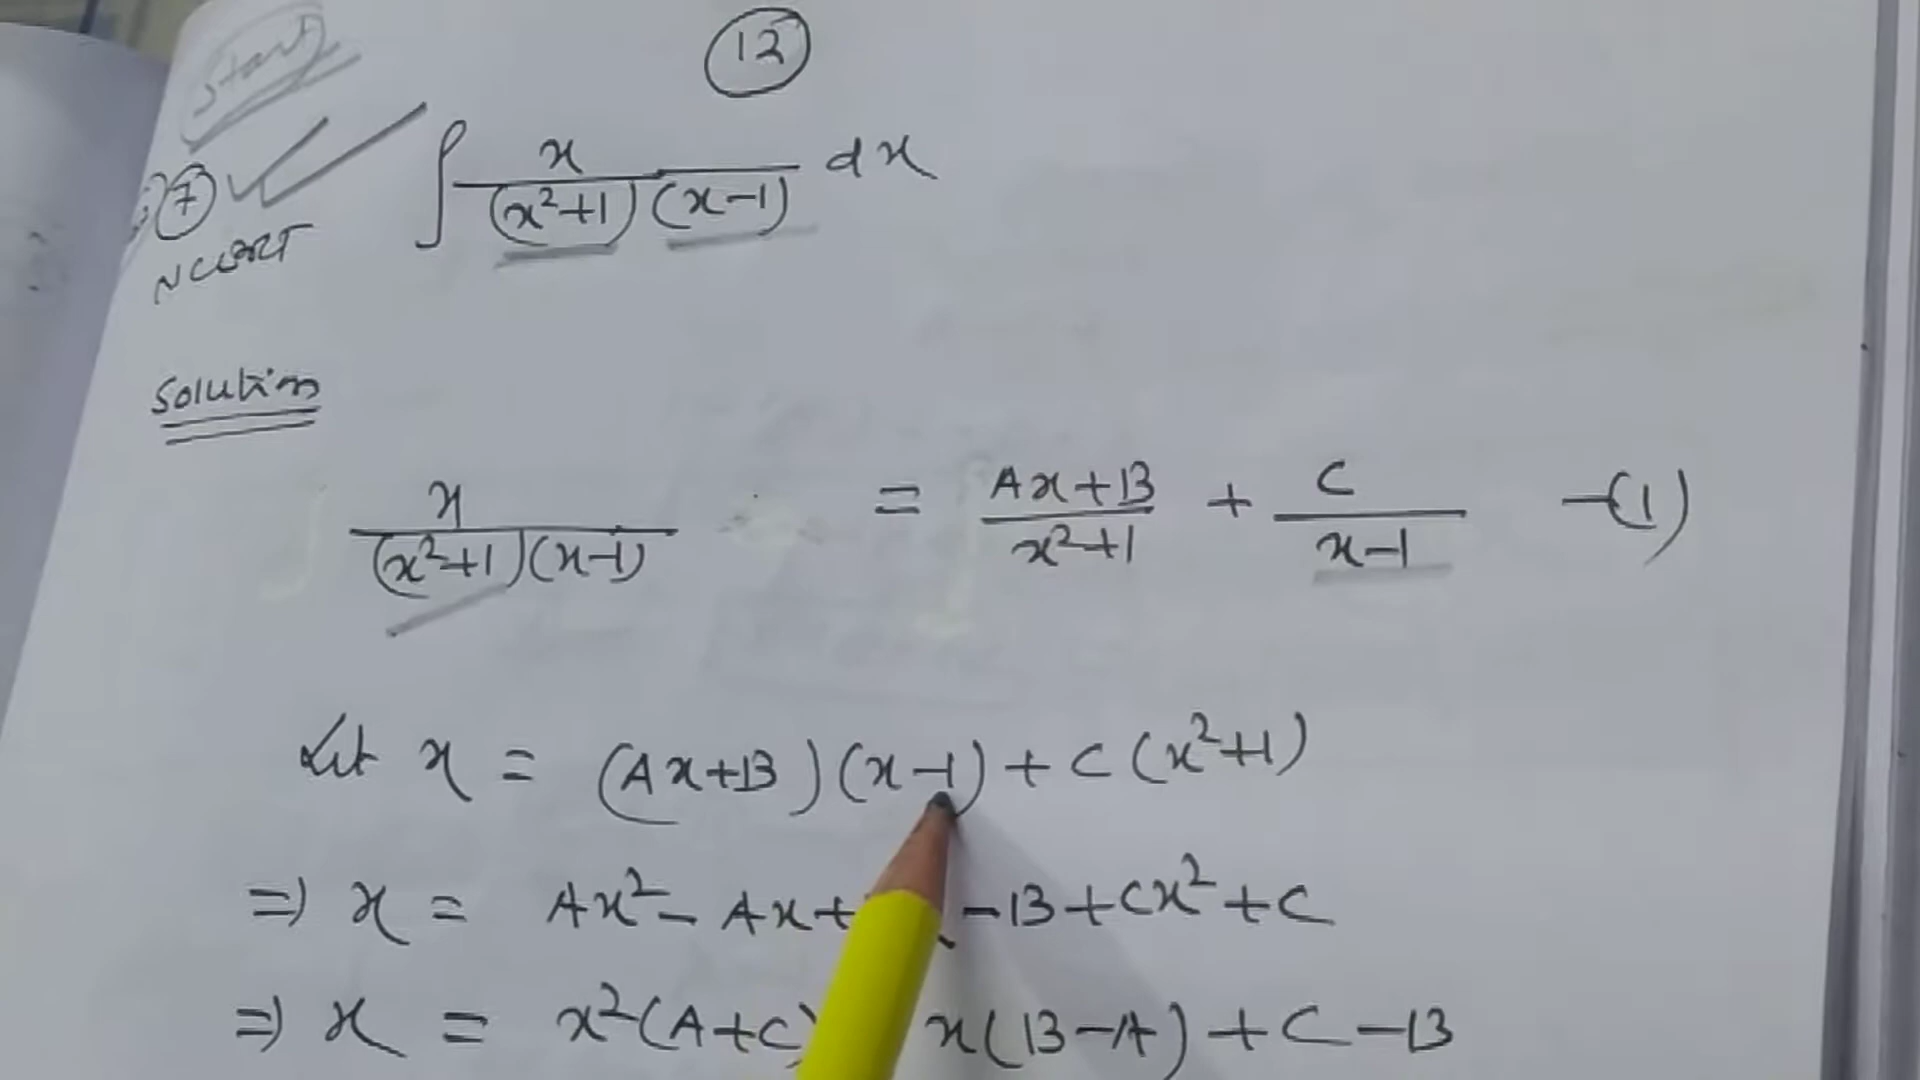 Start
12
7 ∫ x / (x²+1)(x-1) dx
NCERT
Solution
x / (x²+1)(x-1) = Ax+B / x²+1 + C / x-1 -(1)
Let x = (Ax+B)(x-1) + C(x²+1)
=) x = Ax² - Ax + - B + Cx² + C
=) x = x²(A+C) x(B-A) + C - B